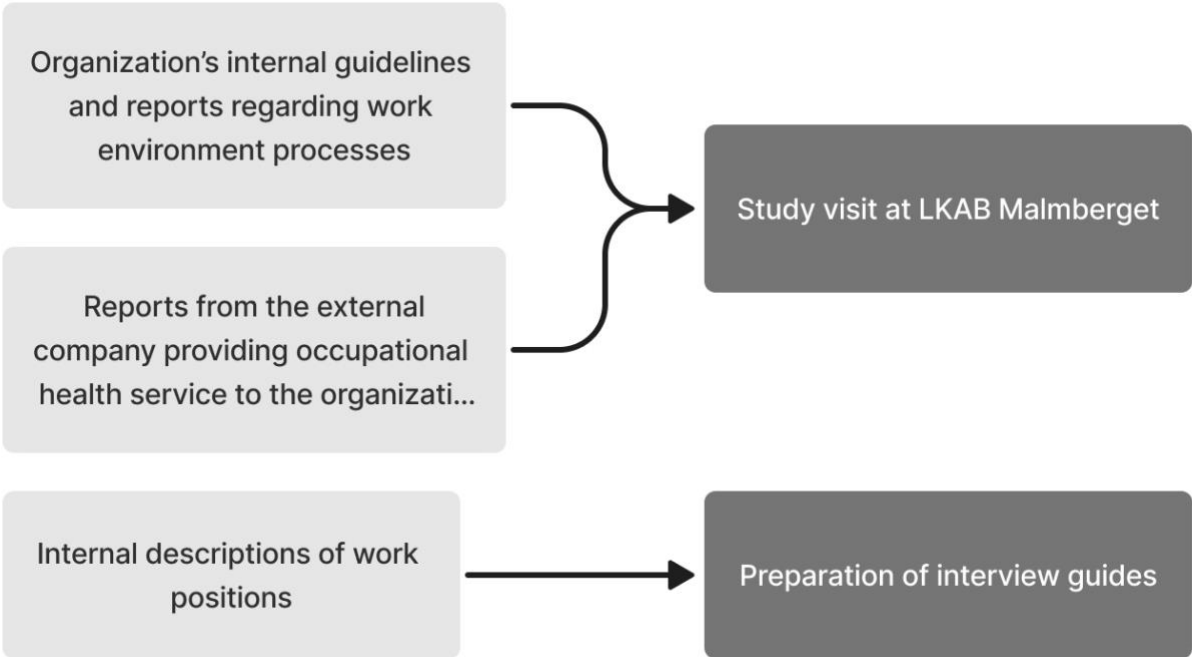 Organization’s internal guidelines
and reports regarding work
environment processes
Study visit at LKAB Malmberget
Reports from the external
company providing occupational
health service to the organizati...
Internal descriptions of work
positions
Preparation of interview guides